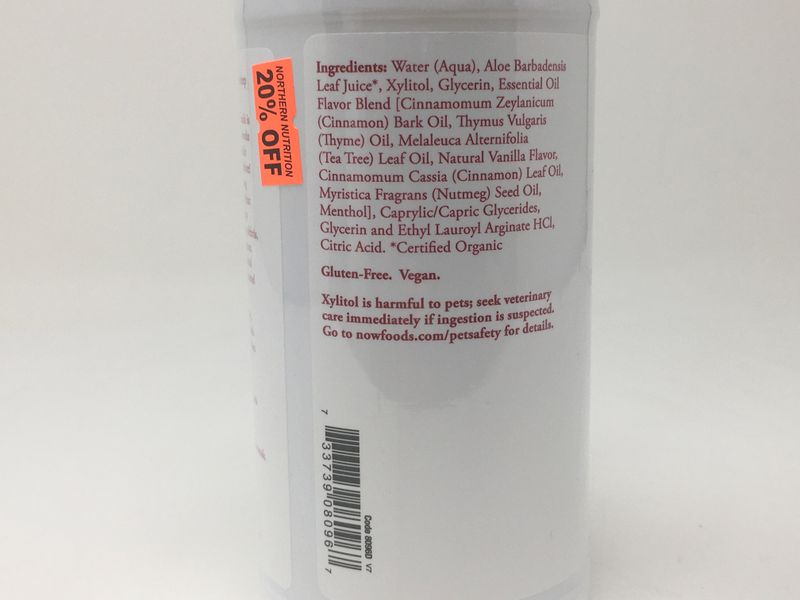 NORTHERN NUTRITION
20% OFF
Ingredients: Water (Aqua), Aloe Barbadensis
Leaf Juice*, Xylitol, Glycerin, Essential Oil
Flavor Blend [Cinnamomum Zeylanicum
(Cinnamon) Bark Oil, Thymus Vulgaris
(Thyme) Oil, Melaleuca Alternifolia
(Tea Tree) Leaf Oil, Natural Vanilla Flavor,
Cinnamomum Cassia (Cinnamon) Leaf Oil,
Myristica Fragrans (Nutmeg) Seed Oil,
Menthol], Caprylic/Capric Glycerides,
Glycerin and Ethyl Lauroyl Arginate HCl,
Citric Acid. *Certified Organic
Gluten-Free. Vegan.
Xylitol is harmful to pets; seek veterinary
care immediately if ingestion is suspected.
Go to nowfoods.com/petsafety for details.
7 33739 08096 7
Code 8096D V7